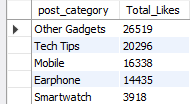 post_category Total_Likes
Other Gadgets 26519
Tech Tips 20296
Mobile 16338
Earphone 14435
Smartwatch 3918